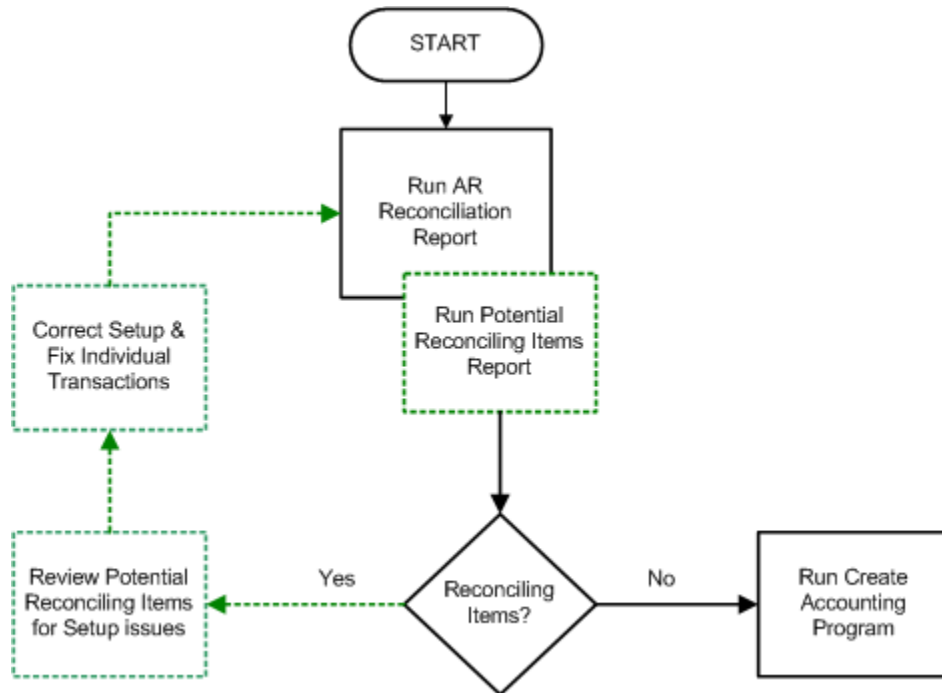 START
Run AR
Reconciliation
Report
Run Potential
Reconciling Items
Report
Correct Setup &
Fix Individual
Transactions
Review Potential
Reconciling Items
for Setup issues
Yes
Reconciling
Items?
No
Run Create
Accounting
Program